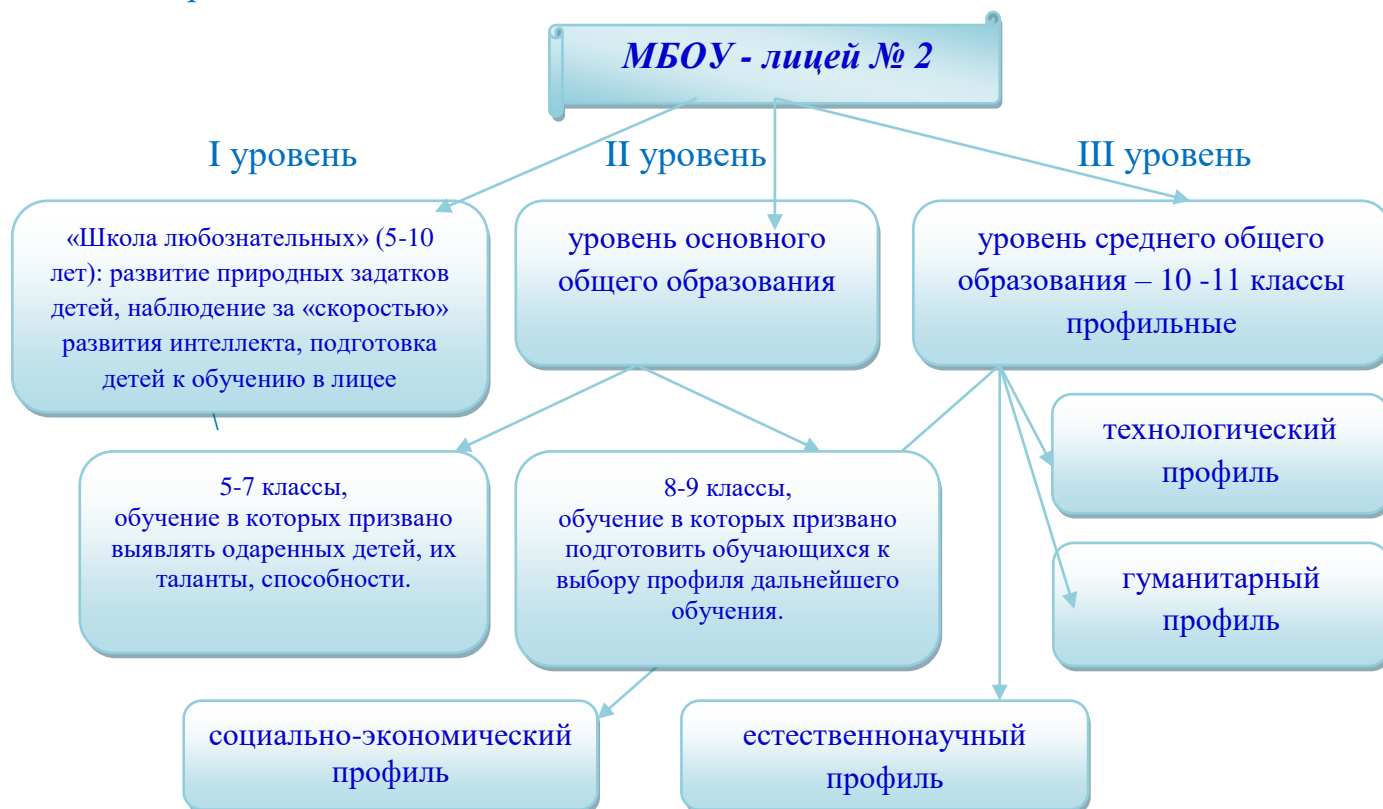 МБОУ - лицей № 2
I уровень
II уровень
III уровень
«Школа любознательных» (5-10
лет): развитие природных задатков
детей, наблюдение за «скоростью»
развития интеллекта, подготовка
детей к обучению в лицее
уровень основного
общего образования
уровень среднего общего
образования – 10 -11 классы
профильные
5-7 классы,
обучение в которых призвано
выявлять одаренных детей, их
таланты, способности.
8-9 классы,
обучение в которых призвано
подготовить обучающихся к
выбору профиля дальнейшего
обучения.
технологический
профиль
гуманитарный
профиль
социально-экономический
профиль
естественнонаучный
профиль